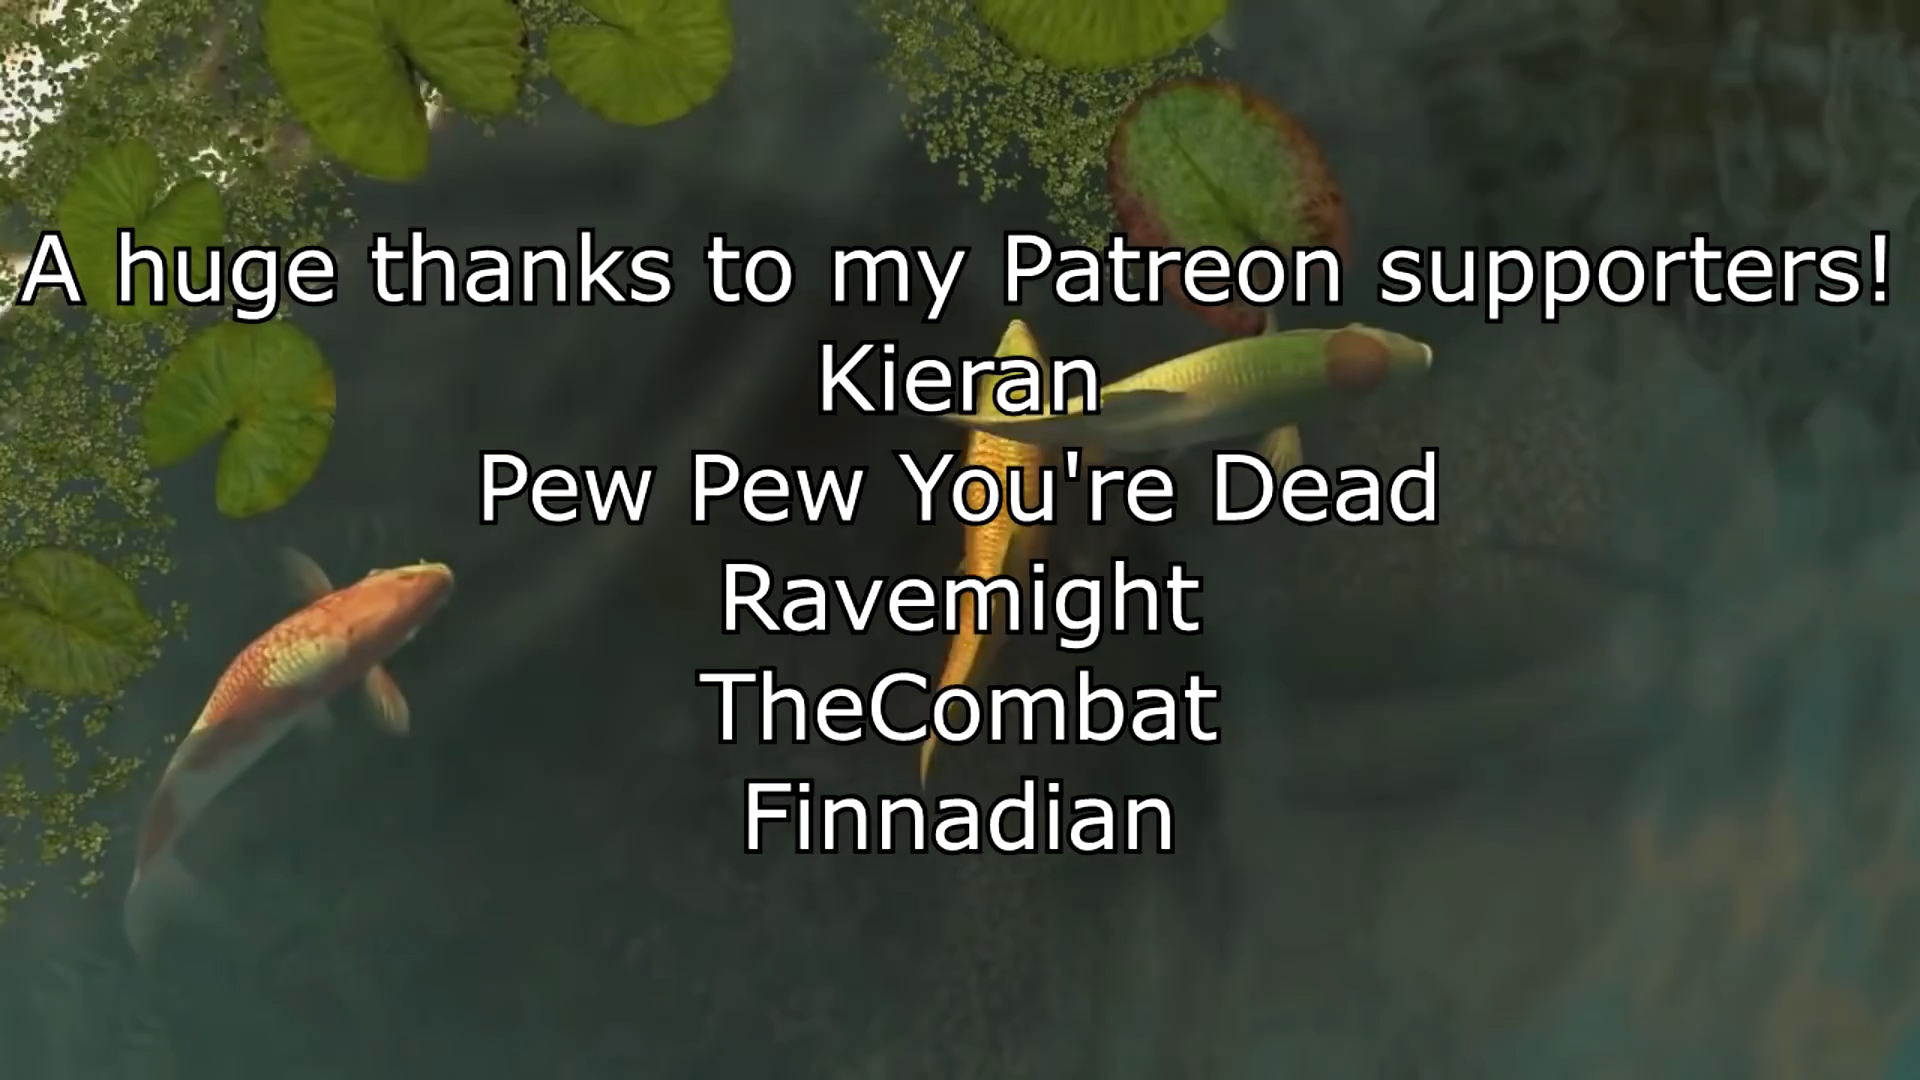 A huge thanks to my Patreon supporters!
Kieran
Pew Pew You're Dead
Ravemight
TheCombat
Finnadian